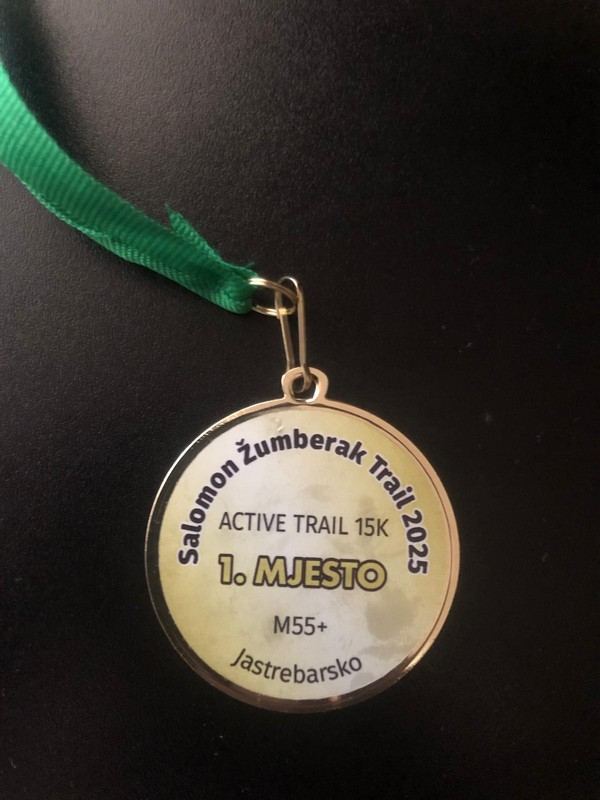 Salomon Žumberak Trail 2025
ACTIVE TRAIL 15K
1. MJESTO
M55+
Jastrebarsko